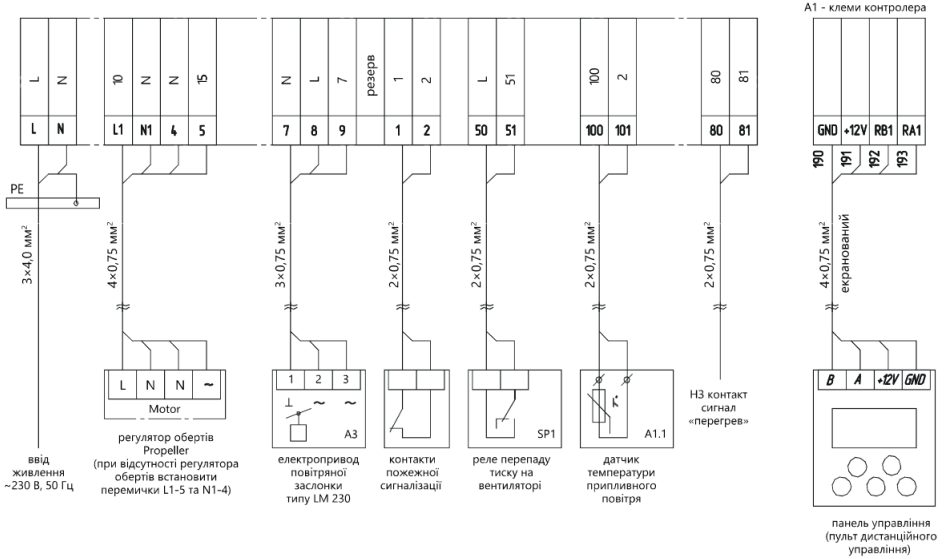 А1 - клеми контролера
L N 10 N N 15 N L 7 резерв 1 2 L 51 100 2 80 81
L N L1 N1 4 5 7 8 9 1 2 50 51 100 101 80 81 GND +12V RB1 RA1
190 191 192 193
PE
3×4,0 мм²
4×0,75 мм²
3×0,75 мм²
2×0,75 мм²
2×0,75 мм²
2×0,75 мм²
2×0,75 мм²
4×0,75 мм²
екранований
L N N ~
Motor
1 2 3
⊥ ~ ~
A3
SP1
t°
A1.1
B A +12V GND
ввід
живлення
~230 В, 50 Гц
регулятор обертів
Propeller
(при відсутності регулятора
обертів встановити
перемички L1-5 та N1-4)
електропривод
повітряної
заслонки
типу LM 230
контакти
пожежної
сигналізації
реле перепаду
тиску на
вентиляторі
датчик
температури
припливного
повітря
НЗ контакт
сигнал
«перегрев»
панель управління
(пульт дистанційного
управління)